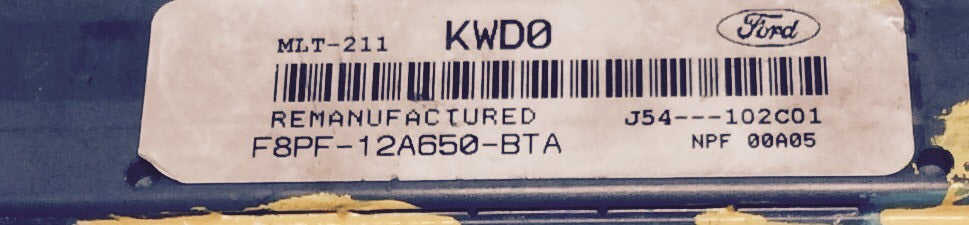 MLT-211 KWD0 Ford
REMANUFACTURED J54---102C01
F8PF-12A650-BTA NPF 00A05